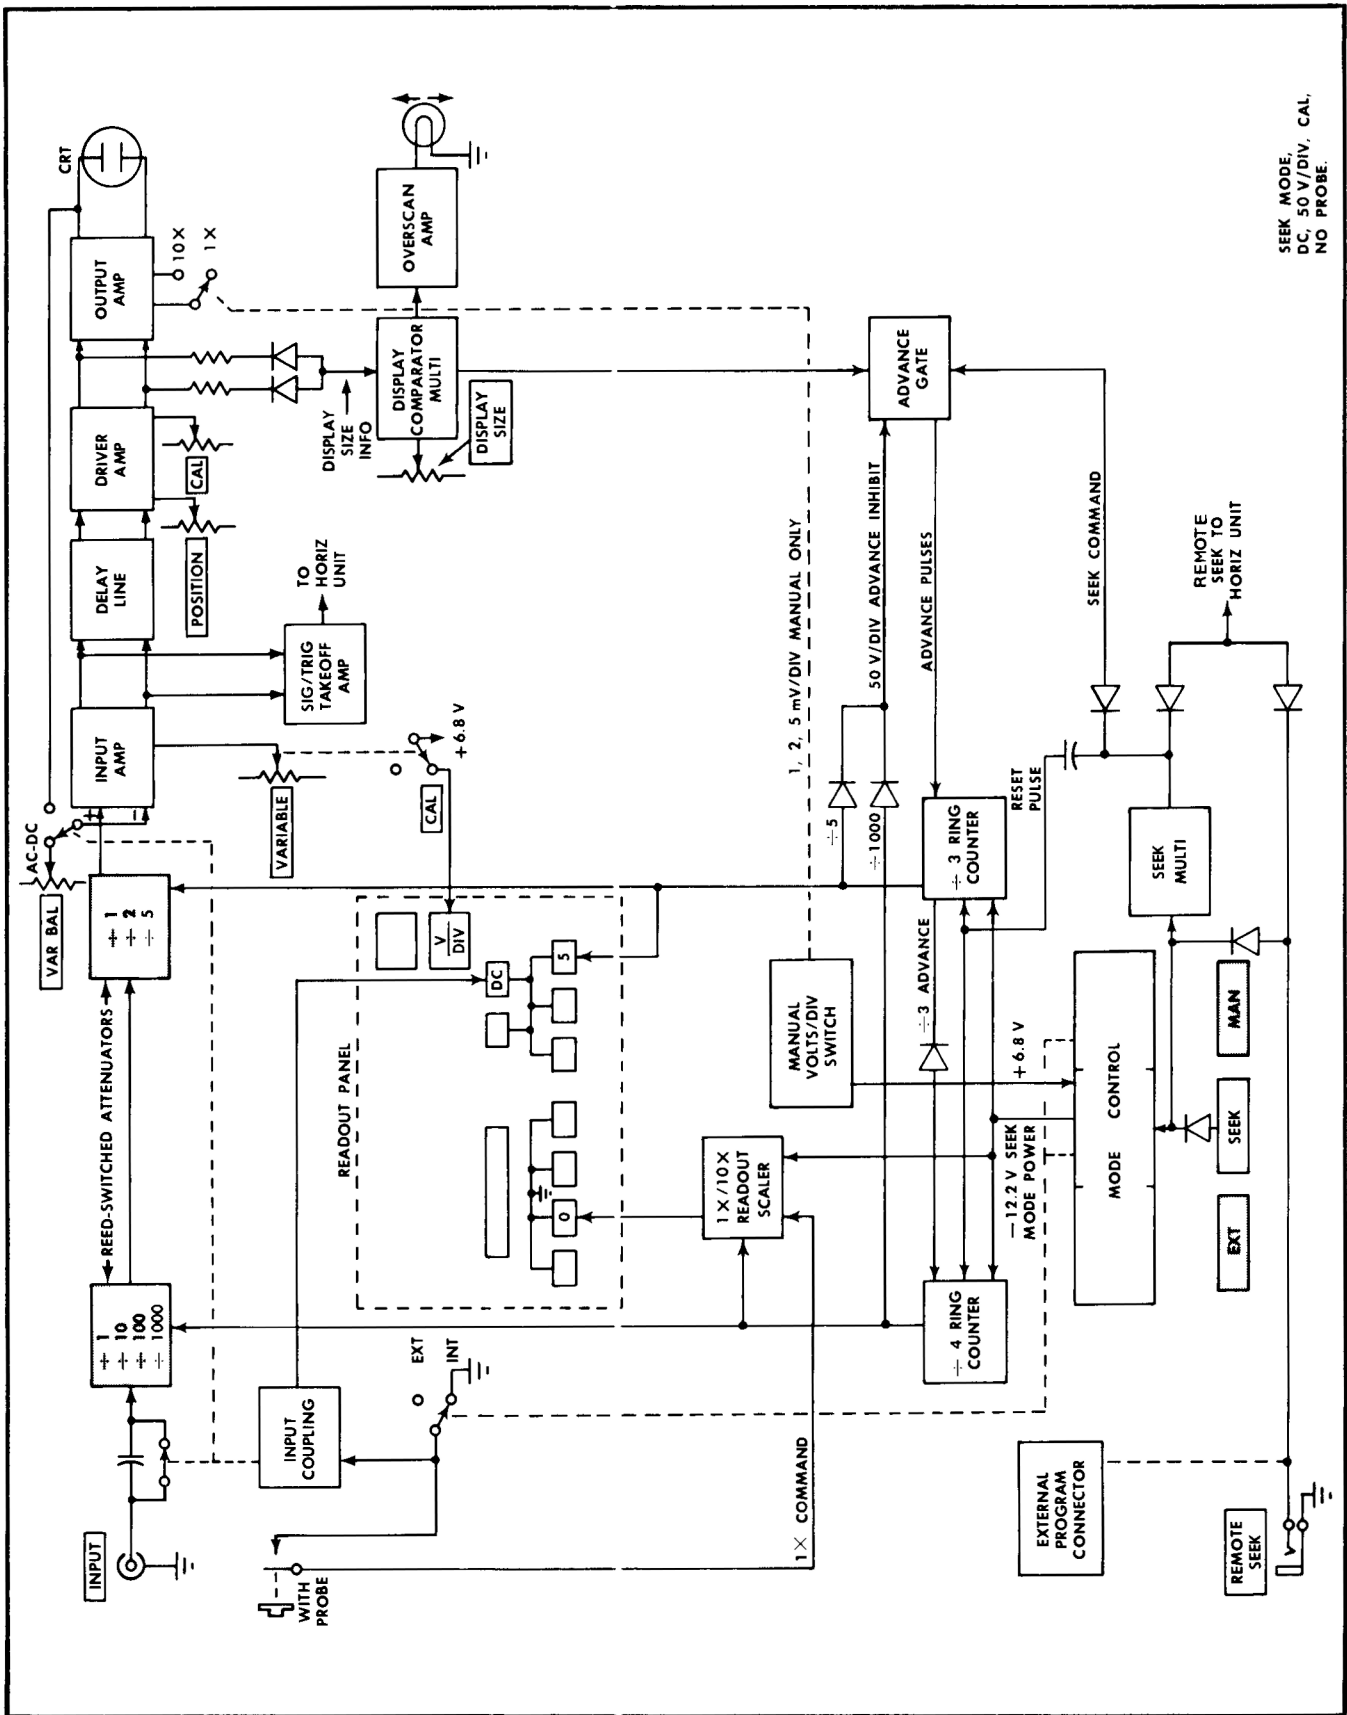 INPUT
÷ 1
÷ 10
÷ 100
÷ 1000
REED-SWITCHED ATTENUATORS
÷ 1
÷ 2
÷ 5
VAR BAL
AC-DC
+
−
INPUT
AMP
DELAY
LINE
DRIVER
AMP
OUTPUT
AMP
CRT
10X
1X
POSITION
CAL
VARIABLE
CAL
+6.8 V
SIG/TRIG
TAKEOFF
AMP
TO
HORIZ
UNIT
DISPLAY
SIZE
INFO
DISPLAY
COMPARATOR
MULTI
DISPLAY
SIZE
OVERSCAN
AMP
WITH
PROBE
INPUT
COUPLING
EXT
INT
READOUT PANEL
0
DC
5
V
DIV
1X COMMAND
1X/10X
READOUT
SCALER
MANUAL
VOLTS/DIV
SWITCH
1, 2, 5 mV/DIV MANUAL ONLY
÷5
÷1000
50 V/DIV ADVANCE INHIBIT
ADVANCE
GATE
÷ 4 RING
COUNTER
÷3 ADVANCE
÷ 3 RING
COUNTER
ADVANCE PULSES
RESET
PULSE
SEEK COMMAND
−12.2 V SEEK
MODE POWER
+6.8 V
MODE CONTROL
EXT
SEEK
MAN
SEEK
MULTI
REMOTE
SEEK TO
HORIZ UNIT
EXTERNAL
PROGRAM
CONNECTOR
REMOTE
SEEK
SEEK MODE,
DC, 50 V/DIV, CAL,
NO PROBE.